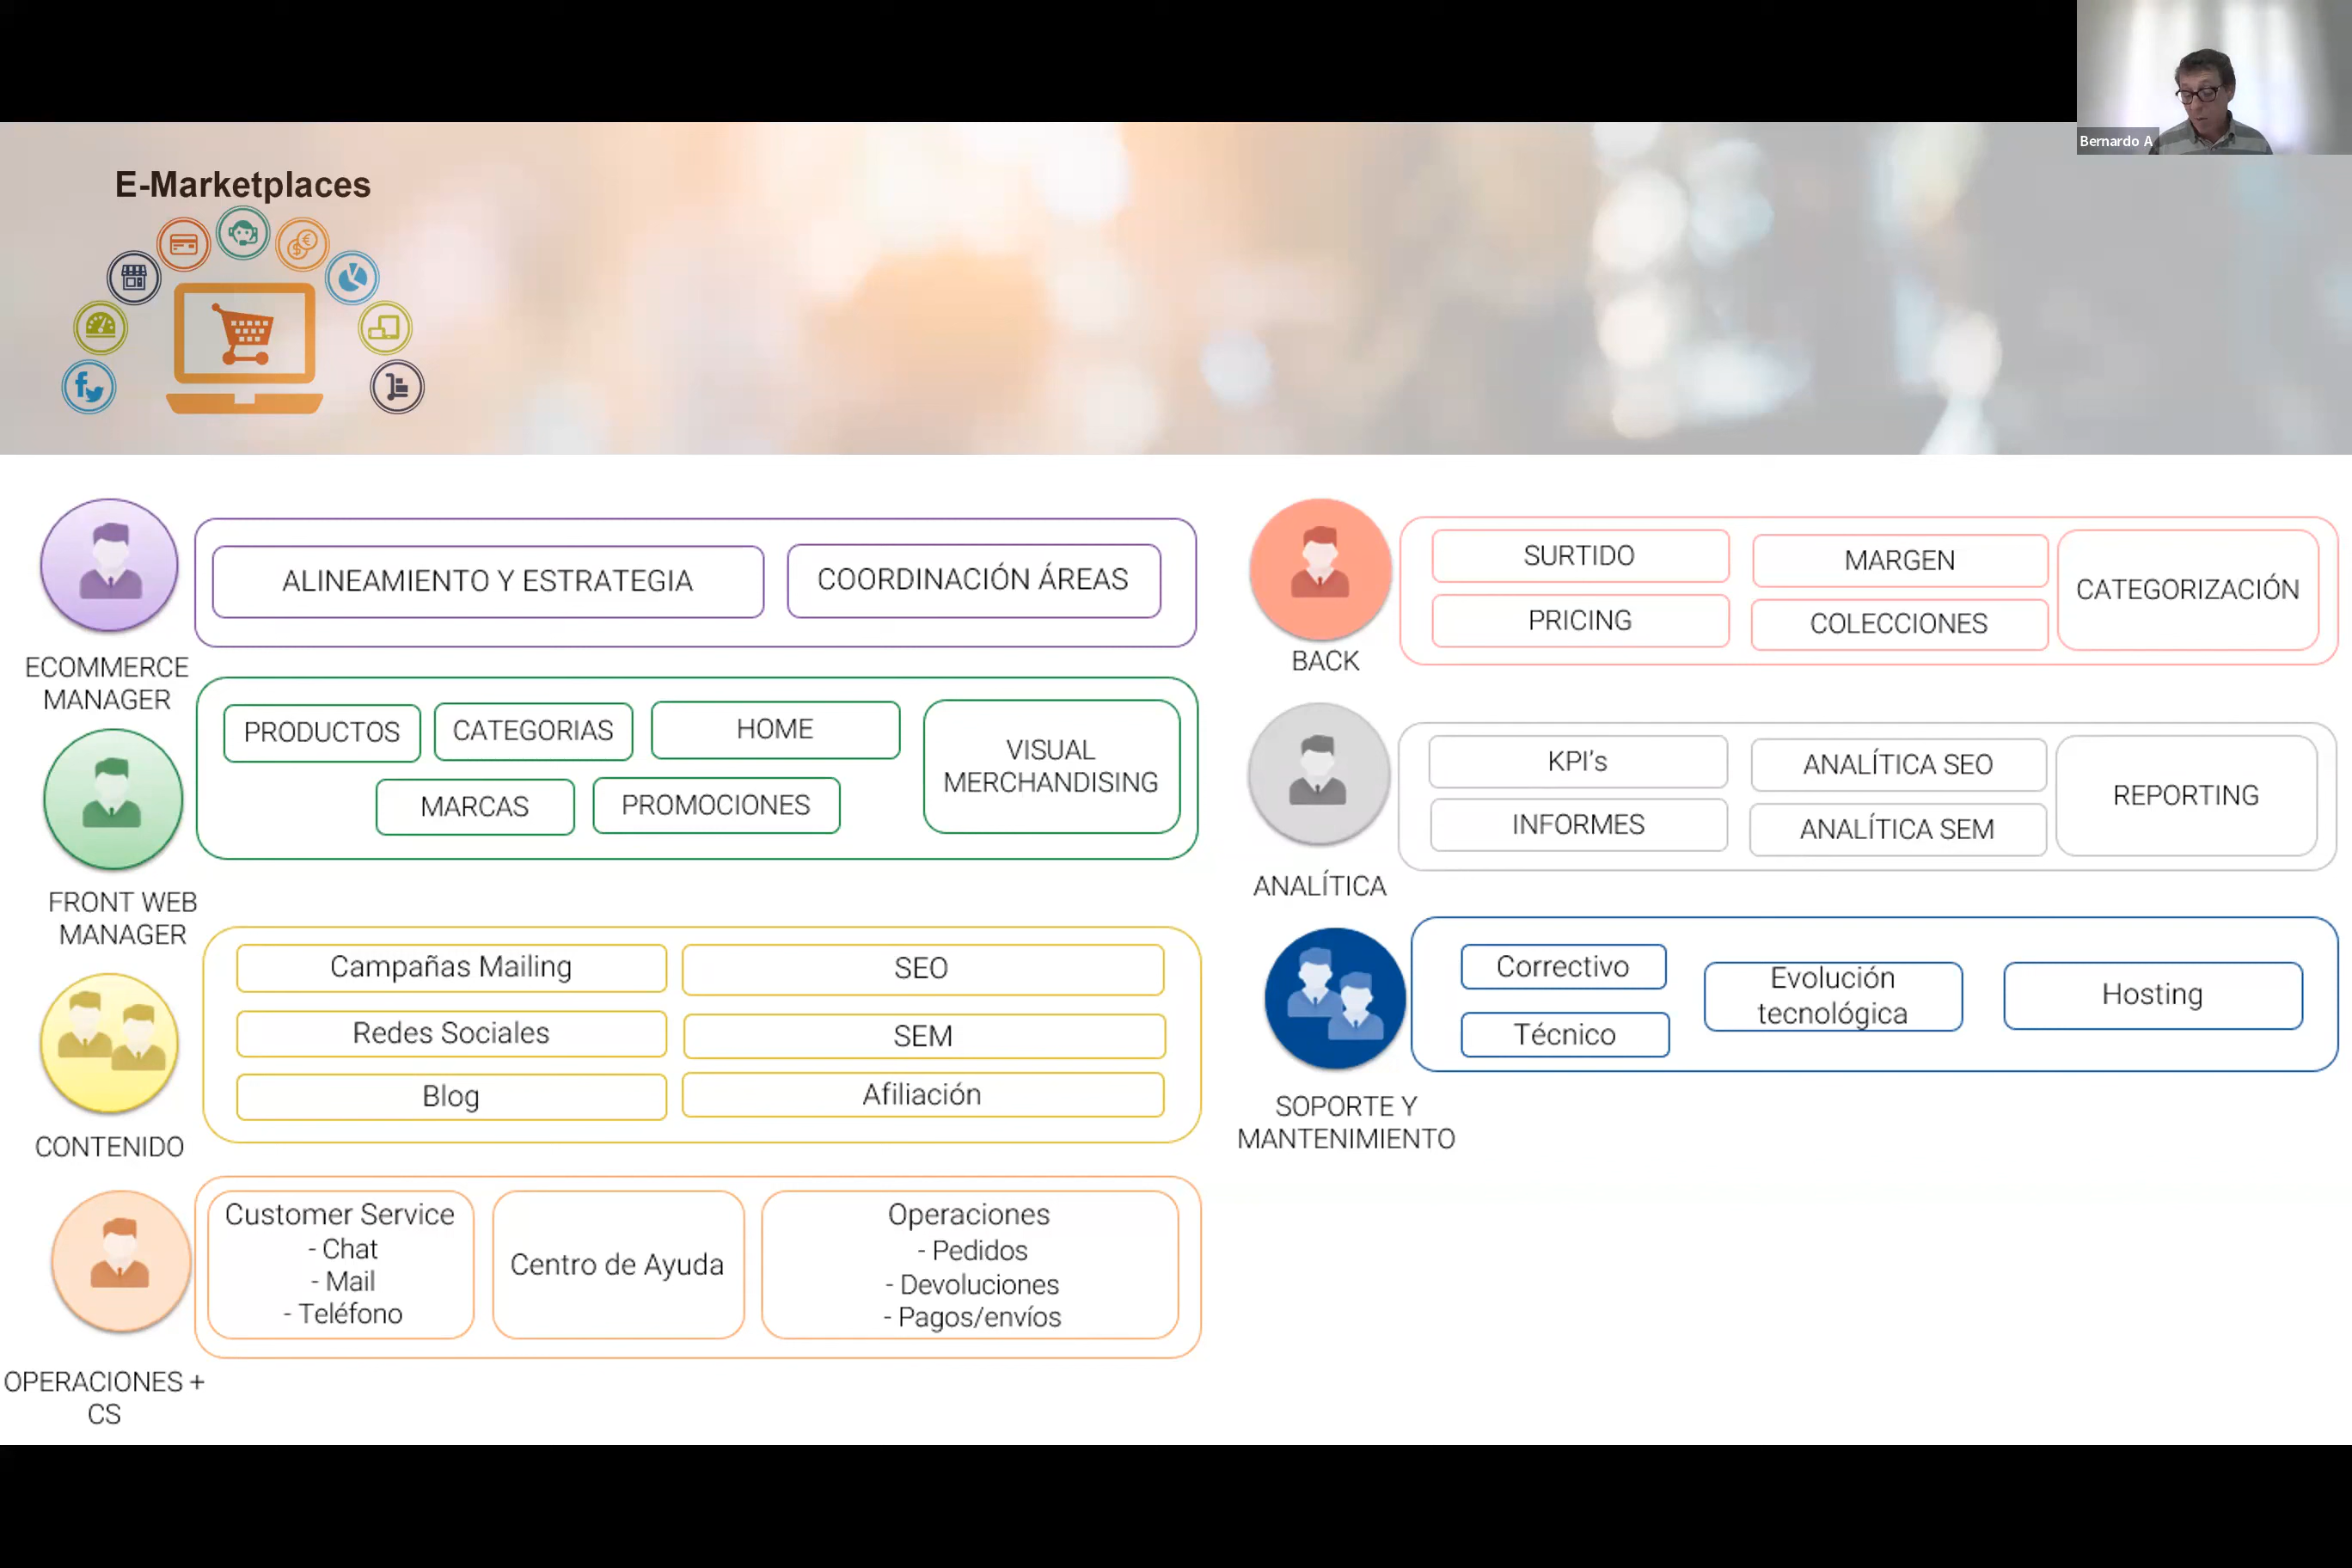 Bernardo A
E-Marketplaces
ECOMMERCE
MANAGER
ALINEAMIENTO Y ESTRATEGIA
COORDINACIÓN ÁREAS
FRONT WEB
MANAGER
PRODUCTOS
CATEGORIAS
HOME
MARCAS
PROMOCIONES
VISUAL
MERCHANDISING
CONTENIDO
Campañas Mailing
SEO
Redes Sociales
SEM
Blog
Afiliación
OPERACIONES +
CS
Customer Service
- Chat
- Mail
- Teléfono
Centro de Ayuda
Operaciones
- Pedidos
- Devoluciones
- Pagos/envíos
BACK
SURTIDO
MARGEN
PRICING
COLECCIONES
CATEGORIZACIÓN
ANALÍTICA
KPI's
ANALÍTICA SEO
INFORMES
ANALÍTICA SEM
REPORTING
SOPORTE Y
MANTENIMIENTO
Correctivo
Técnico
Evolución
tecnológica
Hosting